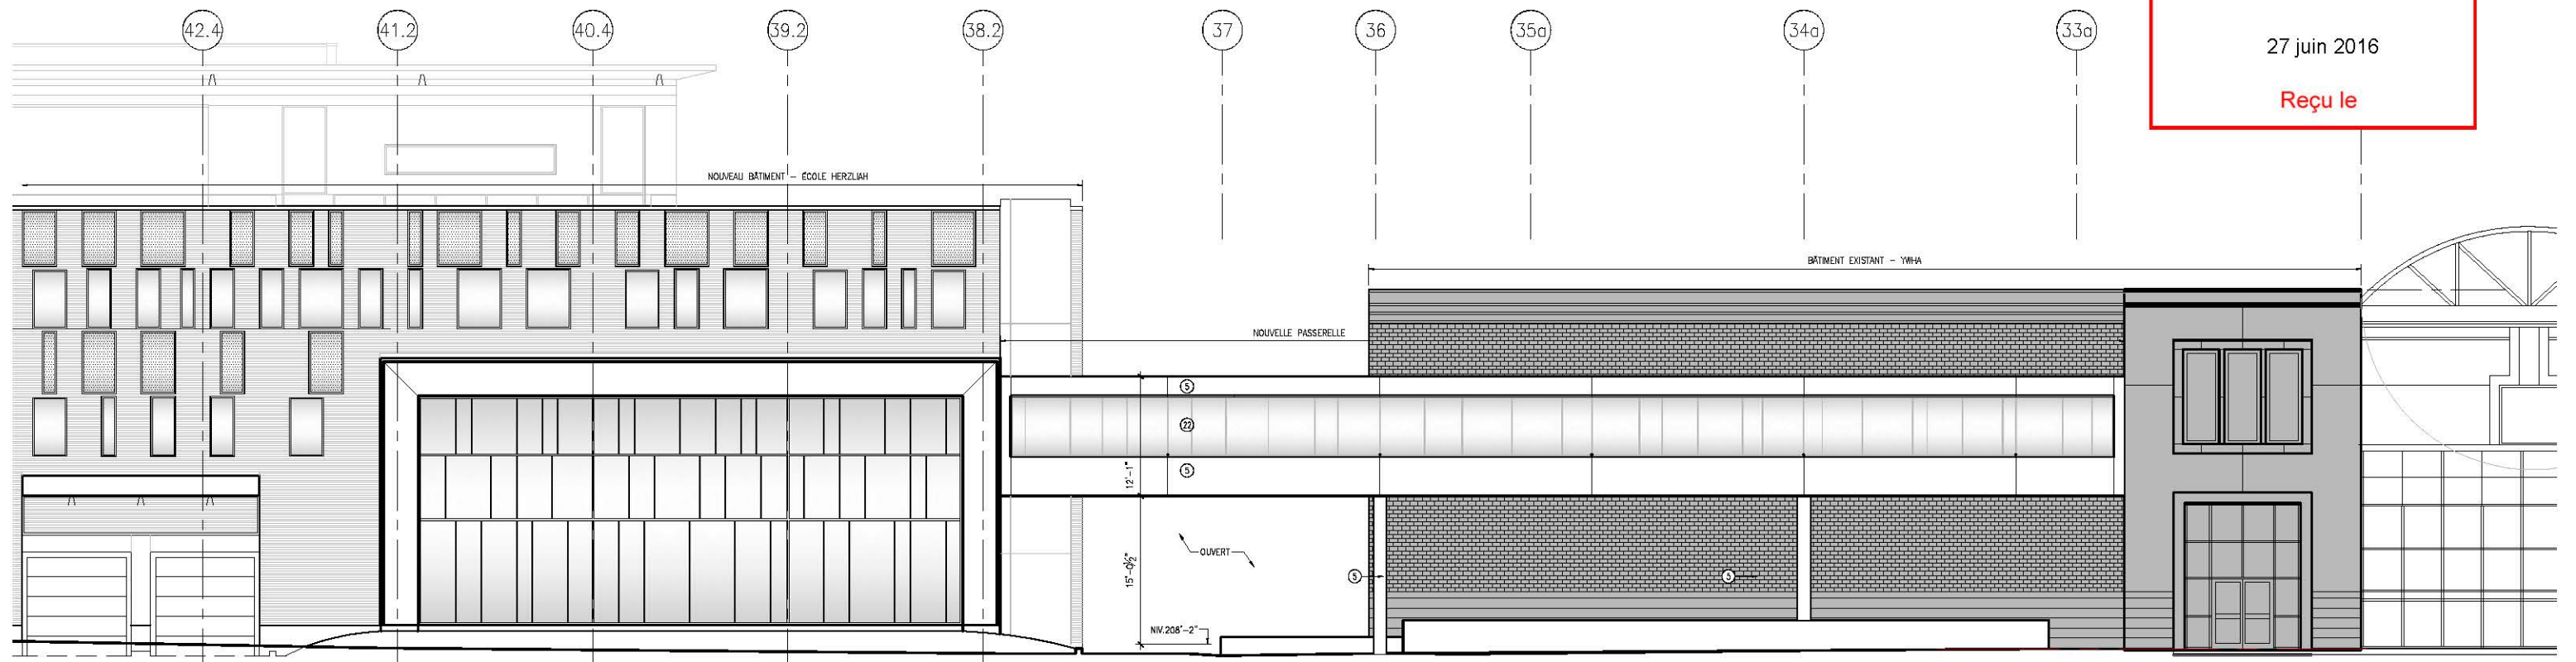 42.4
41.2
40.4
39.2
38.2
37
36
35a
34a
33a
27 juin 2016
Reçu le
NOUVEAU BÂTIMENT - ÉCOLE HERZLIAH
BÂTIMENT EXISTANT - YWHA
NOUVELLE PASSERELLE
5
22
5
12'-1"
OUVERT
15'-0½"
5
5
NIV.208'-2"